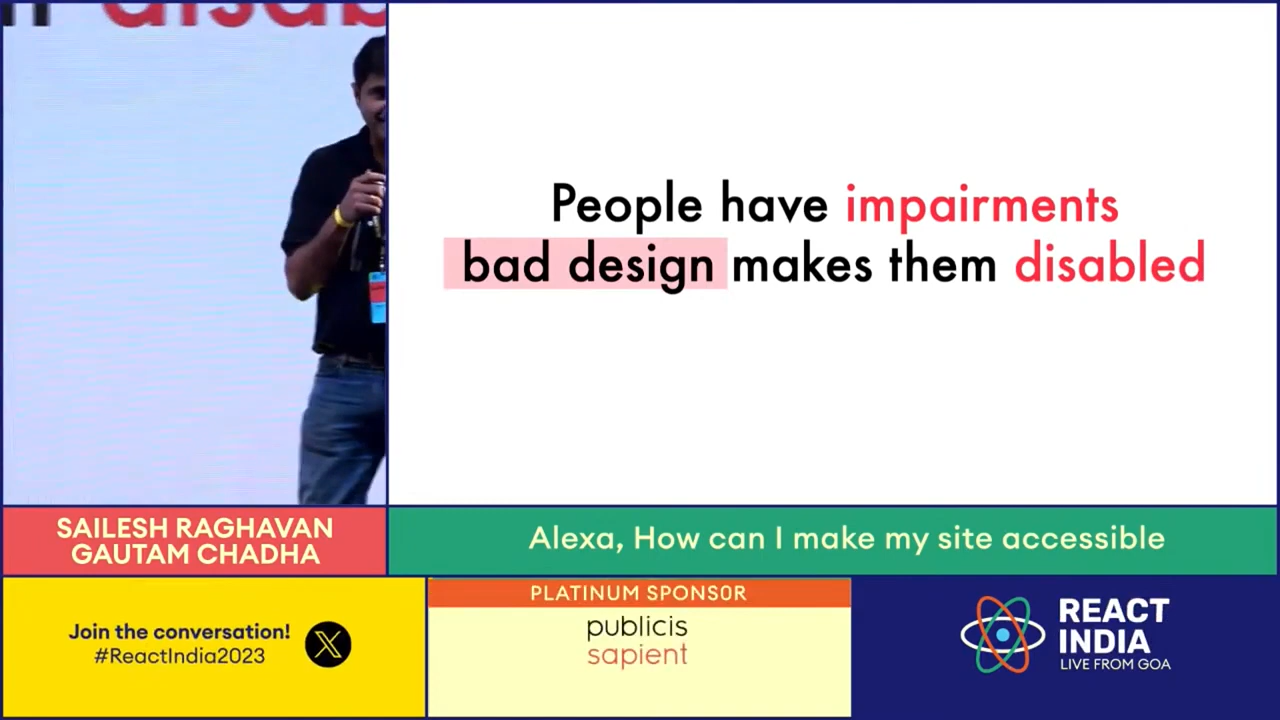 People have impairments
bad design makes them disabled
SAILESH RAGHAVAN
GAUTAM CHADHA
Alexa, How can I make my site accessible
Join the conversation!
#ReactIndia2023
PLATINUM SPONSOR
publicis
sapient
REACT
INDIA
LIVE FROM GOA